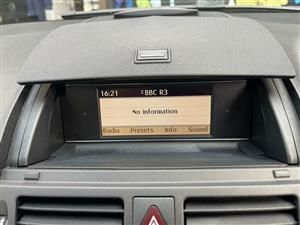 16:21 BBC R3
No information
Radio Presets Info Sound